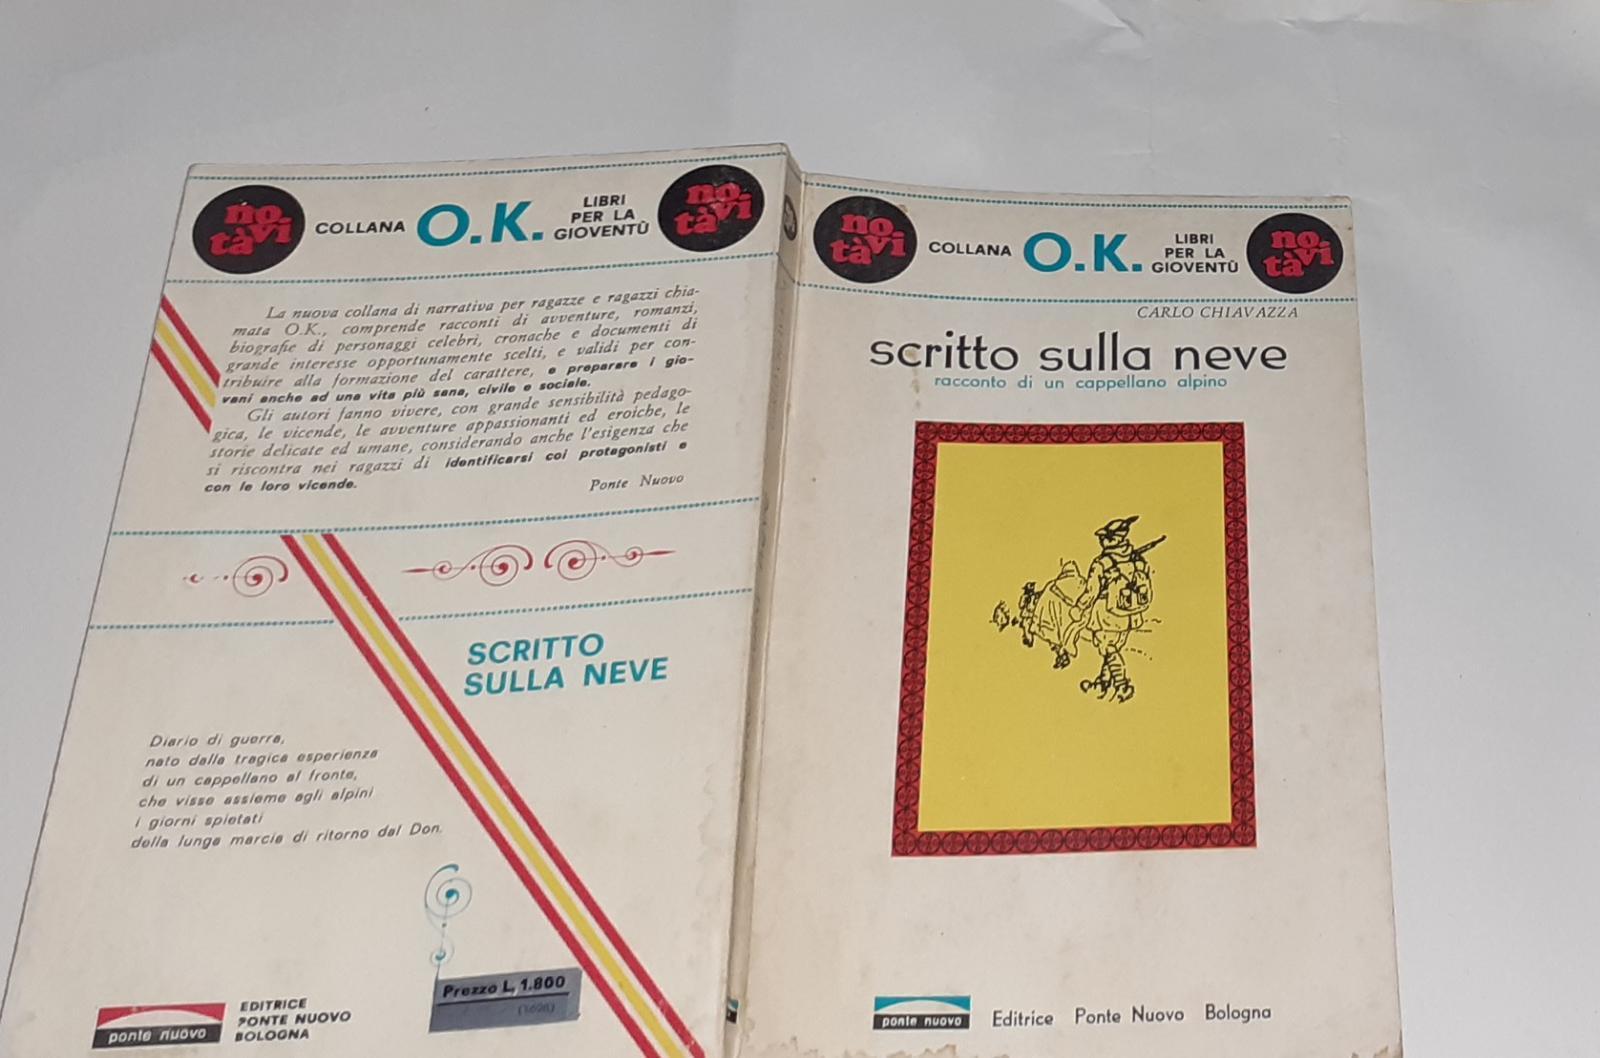 no
vi
tà
COLLANA
O.K.
LIBRI
PER LA
GIOVENTÙ
no
vi
tà
La nuova collana di narrativa per ragazze e ragazzi chia-
mata O.K., comprende racconti di avventure, romanzi,
biografie di personaggi celebri, cronache e documenti di
grande interesse opportunamente scelti, e validi per con-
tribuire alla formazione del carattere, e preparare i gio-
vani anche ad una vita più sana, civile e sociale.
Gli autori fanno vivere, con grande sensibilità pedago-
gica, le vicende, le avventure appassionanti ed eroiche, le
storie delicate ed umane, considerando anche l'esigenza che
si riscontra nei ragazzi di identificarsi coi protagonisti e
con le loro vicende.
Ponte Nuovo
SCRITTO
SULLA NEVE
Diario di guerra,
nato dalla tragica esperienza
di un cappellano al fronte,
che visse assieme agli alpini
i giorni spietati
della lunga marcia di ritorno dal Don.
Prezzo L. 1.800
ponte nuovo
EDITRICE
PONTE NUOVO
BOLOGNA
no
vi
tà
COLLANA
O.K.
LIBRI
PER LA
GIOVENTÙ
no
vi
tà
CARLO CHIAVAZZA
scritto sulla neve
racconto di un cappellano alpino
ponte nuovo
Editrice Ponte Nuovo Bologna